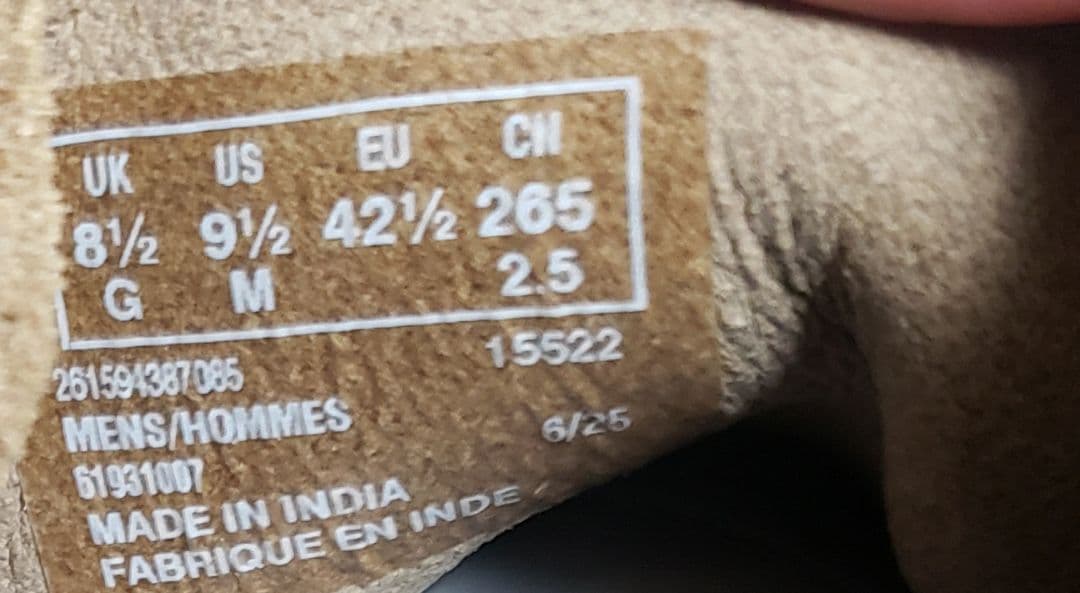 UK US EU CN
8½ 9½ 42½ 265
G M 2.5
261594387085 15522
MENS/HOMMES 6/25
61931007
MADE IN INDIA
FABRIQUE EN INDE